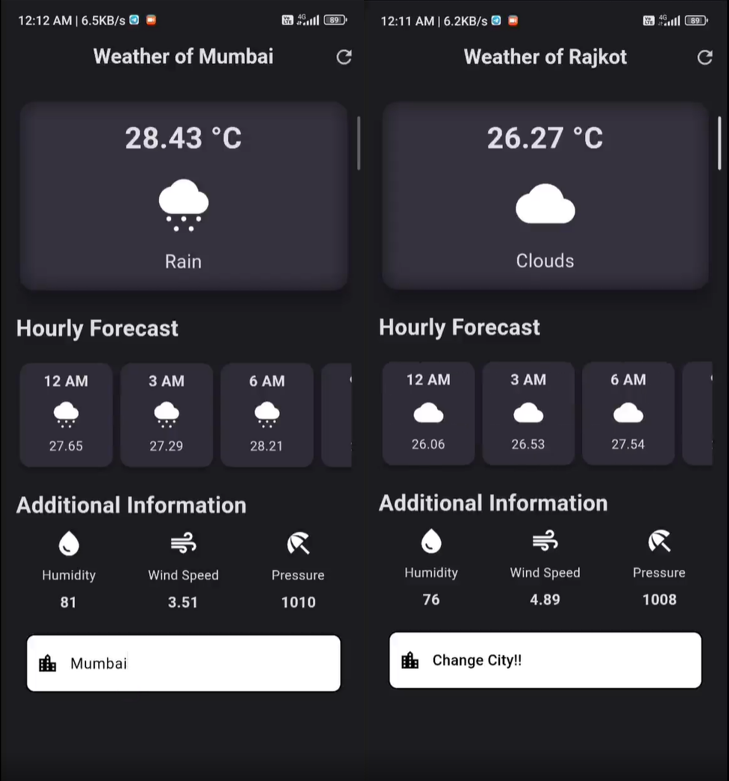 12:12 AM | 6.5KB/s 4G 89
Weather of Mumbai
28.43 °C
Rain
Hourly Forecast
12 AM 3 AM 6 AM
27.65 27.29 28.21
Additional Information
Humidity Wind Speed Pressure
81 3.51 1010
Mumbai
12:11 AM | 6.2KB/s 4G 89
Weather of Rajkot
26.27 °C
Clouds
Hourly Forecast
12 AM 3 AM 6 AM
26.06 26.53 27.54
Additional Information
Humidity Wind Speed Pressure
76 4.89 1008
Change City!!